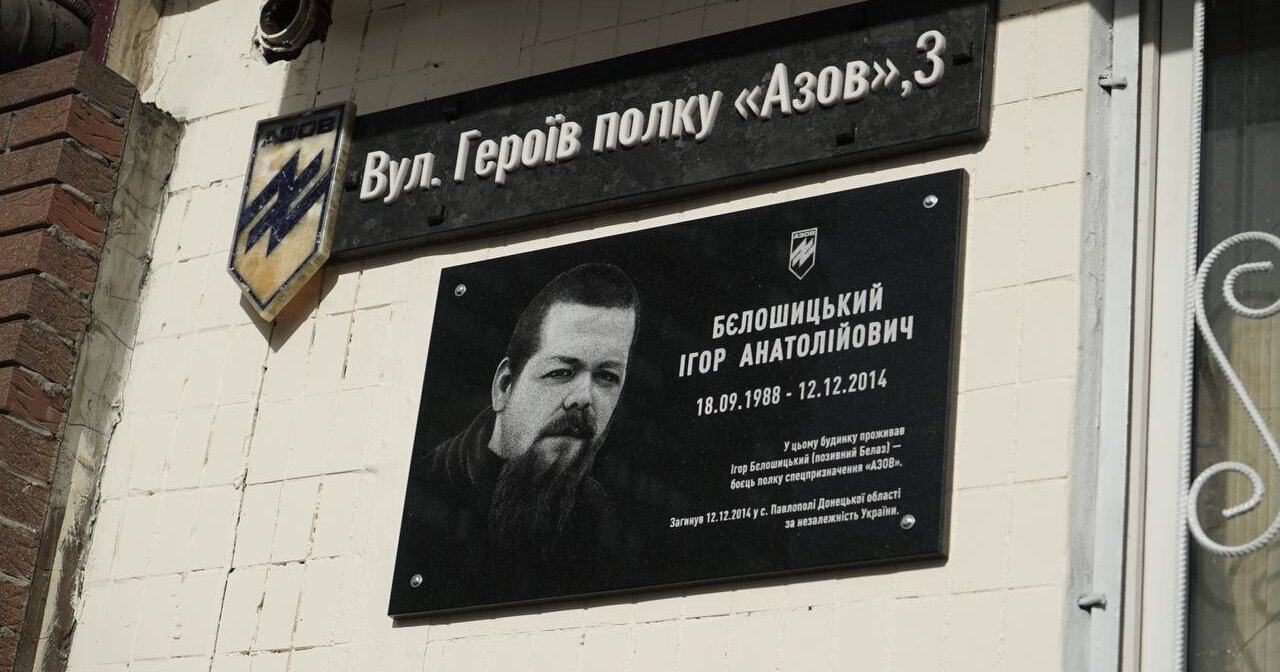 АЗОВ
Вул. Героїв полку «Азов»,3
АЗОВ
БЄЛОШИЦЬКИЙ
ІГОР АНАТОЛІЙОВИЧ
18.09.1988 - 12.12.2014
У цьому будинку проживав
Ігор Бєлошицький (позивний Белаз) —
боєць полку спецпризначення «АЗОВ».
Загинув 12.12.2014 у с. Павлополі Донецької області
за незалежність України.